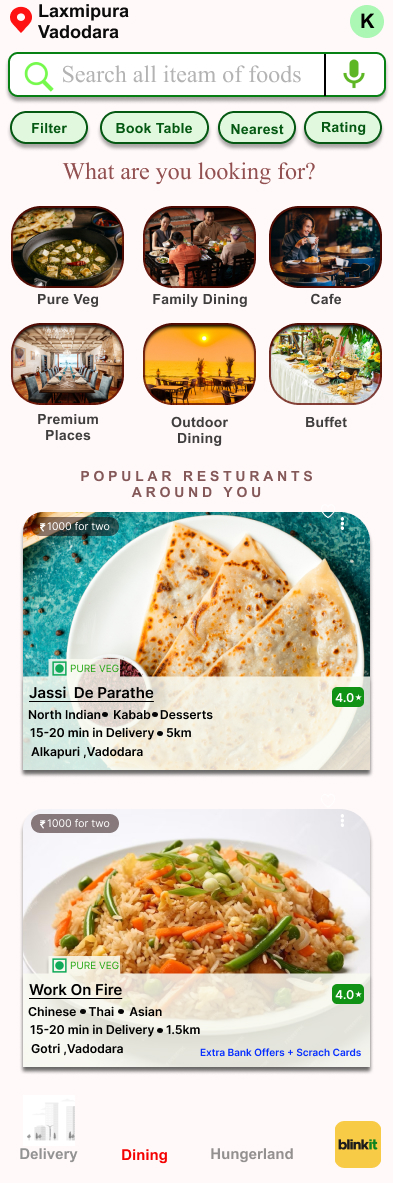 Laxmipura
Vadodara
K
Search all iteam of foods
Filter
Book Table
Nearest
Rating
What are you looking for?
Pure Veg
Family Dining
Cafe
Premium
Places
Outdoor
Dining
Buffet
POPULAR RESTURANTS
AROUND YOU
₹1000 for two
PURE VEG
Jassi De Parathe
4.0★
North Indian● Kabab●Desserts
15-20 min in Delivery ● 5km
Alkapuri ,Vadodara
₹1000 for two
PURE VEG
Work On Fire
4.0★
Chinese ● Thai ● Asian
15-20 min in Delivery ● 1.5km
Gotri ,Vadodara
Extra Bank Offers + Scrach Cards
Delivery
Dining
Hungerland
blinkit